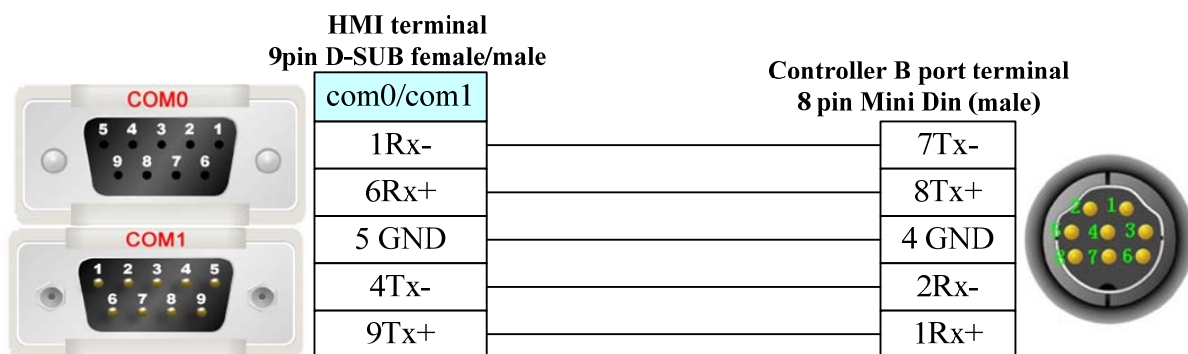 HMI terminal
9pin D-SUB female/male
Controller B port terminal
8 pin Mini Din (male)
COM0
5 4 3 2 1
9 8 7 6
COM1
1 2 3 4 5
6 7 8 9
com0/com1
1Rx-
7Tx-
6Rx+
8Tx+
5 GND
4 GND
4Tx-
2Rx-
9Tx+
1Rx+
2 1
5 4 3
8 7 6